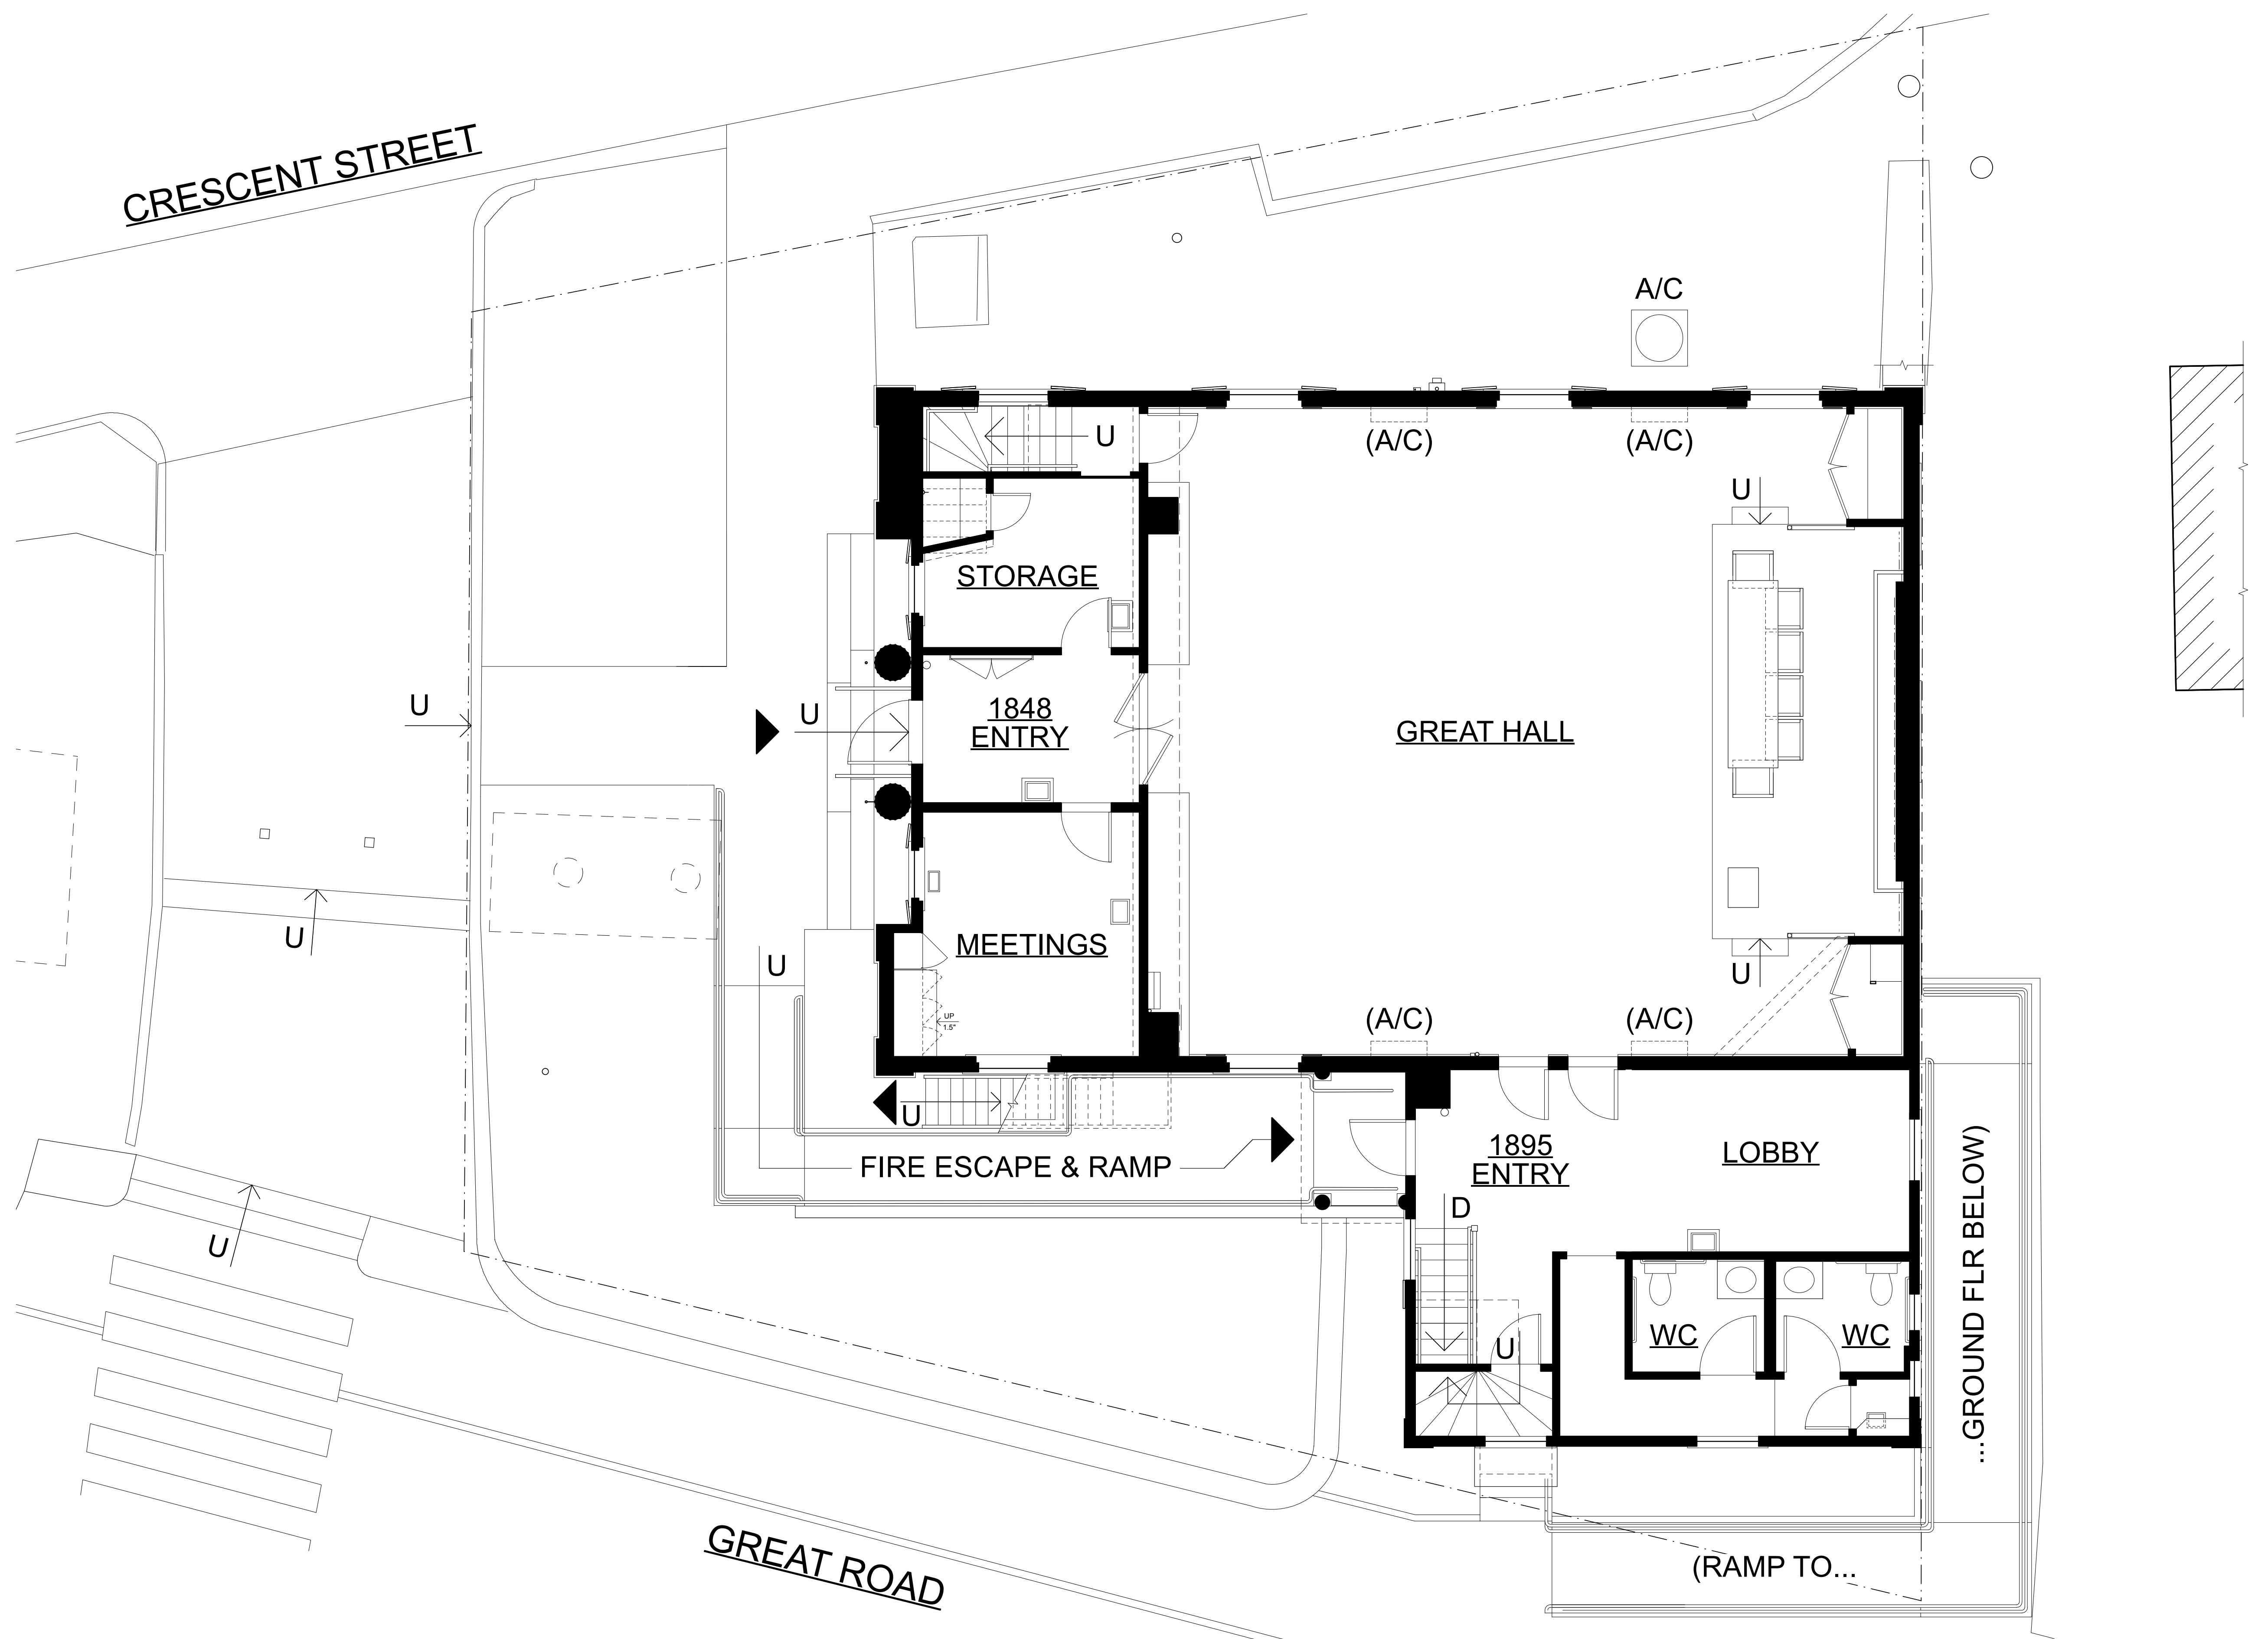 CRESCENT STREET
A/C
U
(A/C)
(A/C)
U
STORAGE
U
U
1848
ENTRY
GREAT HALL
U
MEETINGS
U
U
UP
1.5"
(A/C)
(A/C)
U
FIRE ESCAPE & RAMP
1895
ENTRY
LOBBY
D
U
U
WC
WC
...GROUND FLR BELOW)
GREAT ROAD
(RAMP TO...